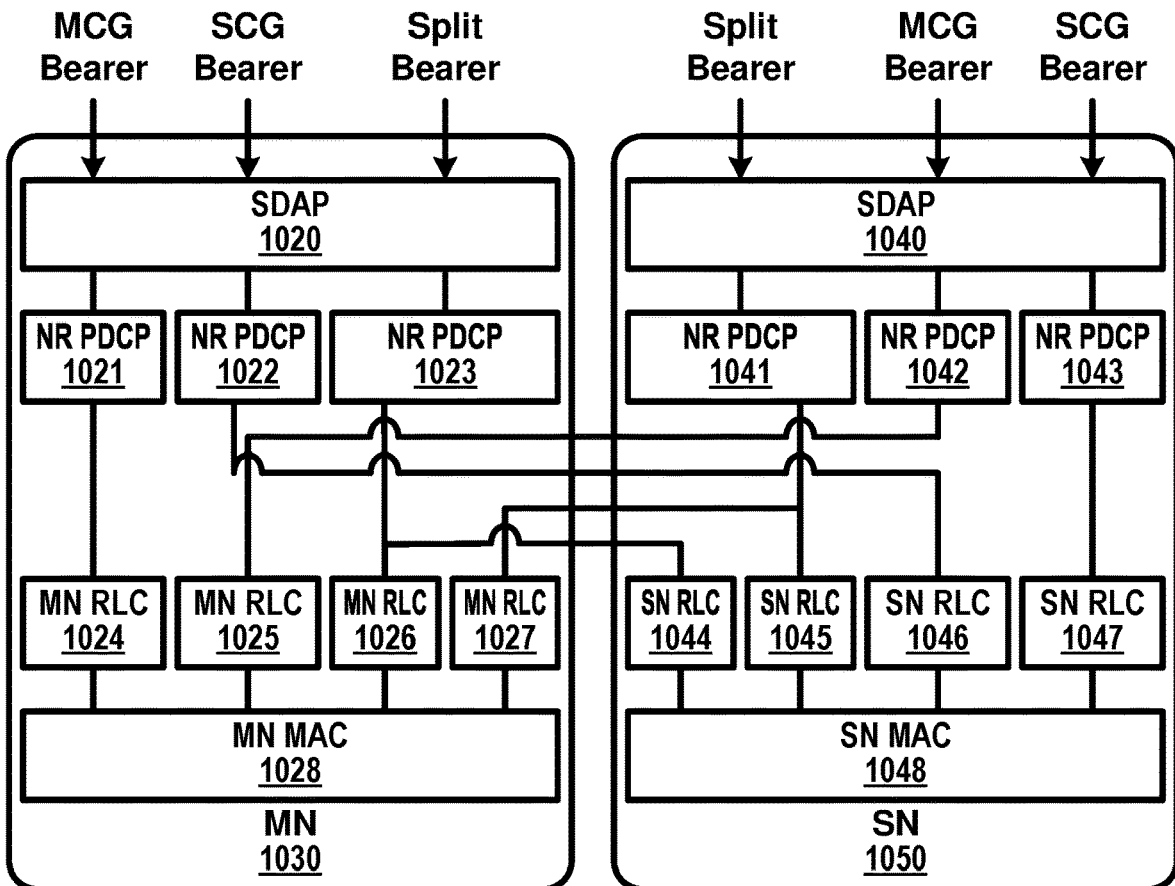 MCG Bearer
SCG Bearer
Split Bearer
Split Bearer
MCG Bearer
SCG Bearer
SDAP
1020
SDAP
1040
NR PDCP
1021
NR PDCP
1022
NR PDCP
1023
NR PDCP
1041
NR PDCP
1042
NR PDCP
1043
MN RLC
1024
MN RLC
1025
MN RLC
1026
MN RLC
1027
SN RLC
1044
SN RLC
1045
SN RLC
1046
SN RLC
1047
MN MAC
1028
SN MAC
1048
MN
1030
SN
1050